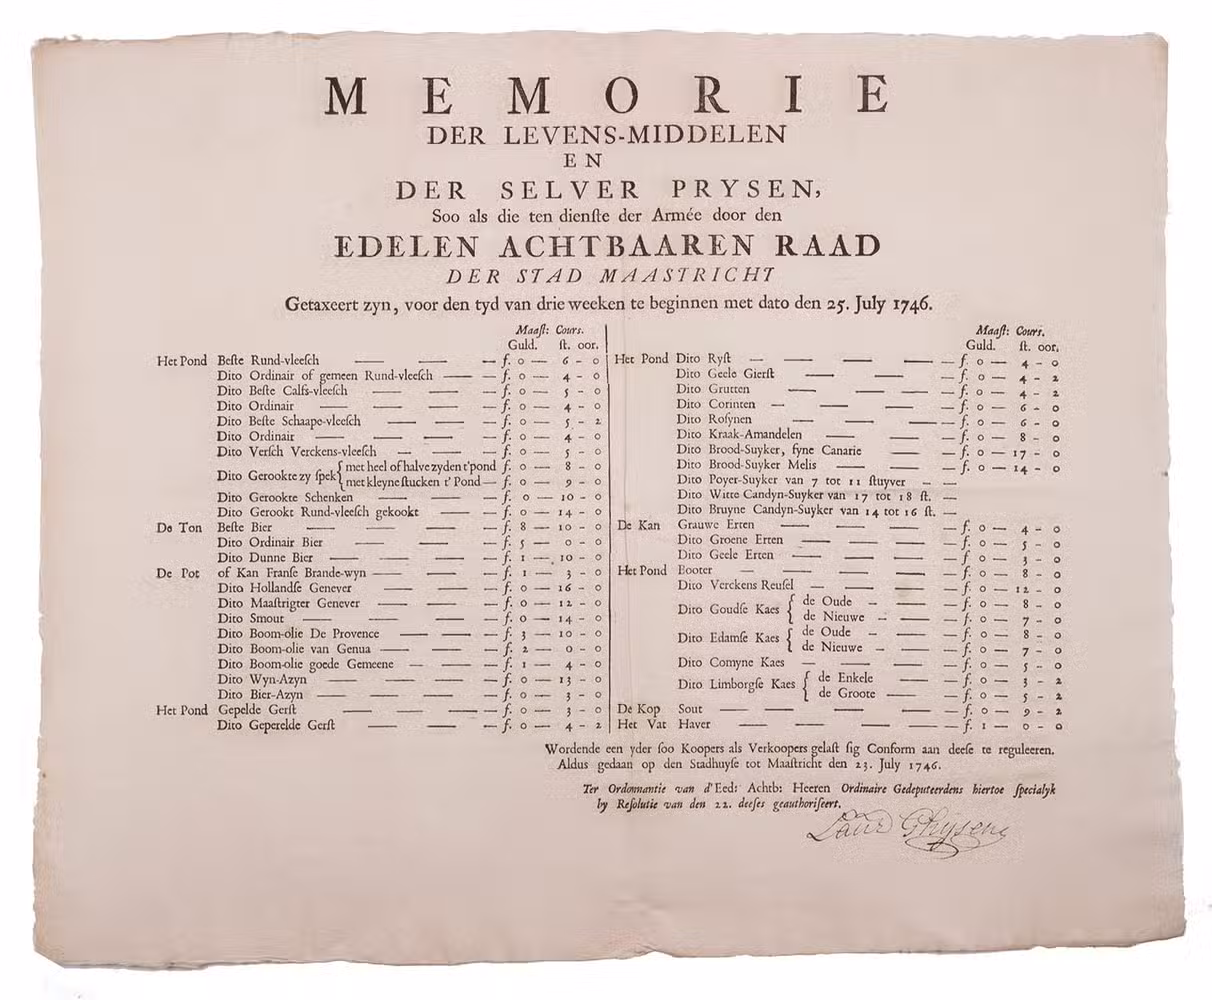 MEMORIE
DER LEVENS-MIDDELEN
EN
DER SELVER PRYSEN,
Soo als die ten dienſte der Armée door den
EDELEN ACHTBAAREN RAAD
DER STAD MAASTRICHT
Getaxeert zyn, voor den tyd van drie weeken te beginnen met dato den 25. July 1746.
Maaſt: Cours.
Guld. ſt. oor.
Het Pond Beſte Rund-vleeſch — — — f. 0 — 6 - 0
Dito Ordinair of gemeen Rund-vleeſch — — f. 0 — 4 - 0
Dito Beſte Calfs-vleeſch — — — f. 0 — 5 - 0
Dito Ordinair — — — — f. 0 — 4 - 0
Dito Beſte Schaape-vleeſch — — — f. 0 — 5 - 2
Dito Ordinair — — — — f. 0 — 4 - 0
Dito Verſch Verckens-vleeſch — — — f. 0 — 5 - 0
Dito Gerookte zy ſpek { met heel of halve zyden t'pond f. 0 — 8 - 0
met kleyne ſtucken t' Pond — f. 0 — 9 - 0
Dito Gerookte Schenken — — — f. 0 — 10 - 0
Dito Gerookt Rund-vleeſch gekookt — — f. 0 — 14 - 0
De Ton Beſte Bier — — — — f. 8 — 10 - 0
Dito Ordinair Bier — — — f. 5 — 0 - 0
Dito Dunne Bier — — — — f. 1 — 10 - 0
De Pot of Kan Franſe Brande-wyn — — — f. 1 — 3 - 0
Dito Hollandſe Genever — — — f. 0 — 16 - 0
Dito Maaſtrigter Genever — — — f. 0 — 12 - 0
Dito Smout — — — — f. 0 — 14 - 0
Dito Boom-olie De Provence — — — f. 3 — 10 - 0
Dito Boom-olie van Genua — — — f. 2 — 0 - 0
Dito Boom-olie goede Gemeene — — — f. 1 — 4 - 0
Dito Wyn-Azyn — — — — f. 0 — 13 - 0
Dito Bier-Azyn — — — — f. 0 — 3 - 0
Het Pond Gepelde Gerſt — — — — f. 0 — 3 - 0
Dito Geperelde Gerſt — — — f. 0 — 4 - 2
Maaſt: Cours.
Guld. ſt. oor.
Het Pond Dito Ryſt — — — — f. 0 — 4 - 0
Dito Geele Gierſt — — — f. 0 — 4 - 2
Dito Grutten — — — f. 0 — 4 - 2
Dito Corinten — — — — f. 0 — 6 - 0
Dito Roſynen — — — — f. 0 — 6 - 0
Dito Kraak-Amandelen — — — f. 0 — 8 - 0
Dito Brood-Suyker, fyne Canarie — — f. 0 — 17 - 0
Dito Brood-Suyker Melis — — — f. 0 — 14 - 0
Dito Poyer-Suyker van 7 tot 11 ſtuyver — —
Dito Witte Candyn-Suyker van 17 tot 18 ſt. —
Dito Bruyne Candyn-Suyker van 14 tot 16 ſt. —
De Kan Grauwe Erten — — — f. 0 — 4 - 0
Dito Groene Erten — — — f. 0 — 5 - 0
Dito Geele Erten — — — f. 0 — 3 - 0
Het Pond Booter — — — — f. 0 — 8 - 0
Dito Verckens Reuſel — — — f. 0 — 12 - 0
Dito Goudſe Kaes { de Oude — — — f. 0 — 8 - 0
de Nieuwe — — — f. 0 — 7 - 0
Dito Edamſe Kaes { de Oude — — — f. 0 — 8 - 0
de Nieuwe — — — f. 0 — 7 - 0
Dito Comyne Kaes — — — — f. 0 — 5 - 0
Dito Limborgſe Kaes { de Enkele — — f. 0 — 3 - 2
de Groote — — f. 0 — 5 - 2
De Kop Sout — — — — f. 0 — 9 - 2
Het Vat Haver — — — — f. 1 — 0 - 0
Wordende een yder ſoo Koopers als Verkoopers gelaſt ſig Conform aan deeſe te reguleeren.
Aldus gedaan op den Stadhuyſe tot Maaſtricht den 23. July 1746.
Ter Ordonnantie van d'Eed: Achtb: Heeren Ordinaire Gedeputeerdens hiertoe ſpecialyk
by Reſolutie van den 22. deeſes geauthoriſeert.